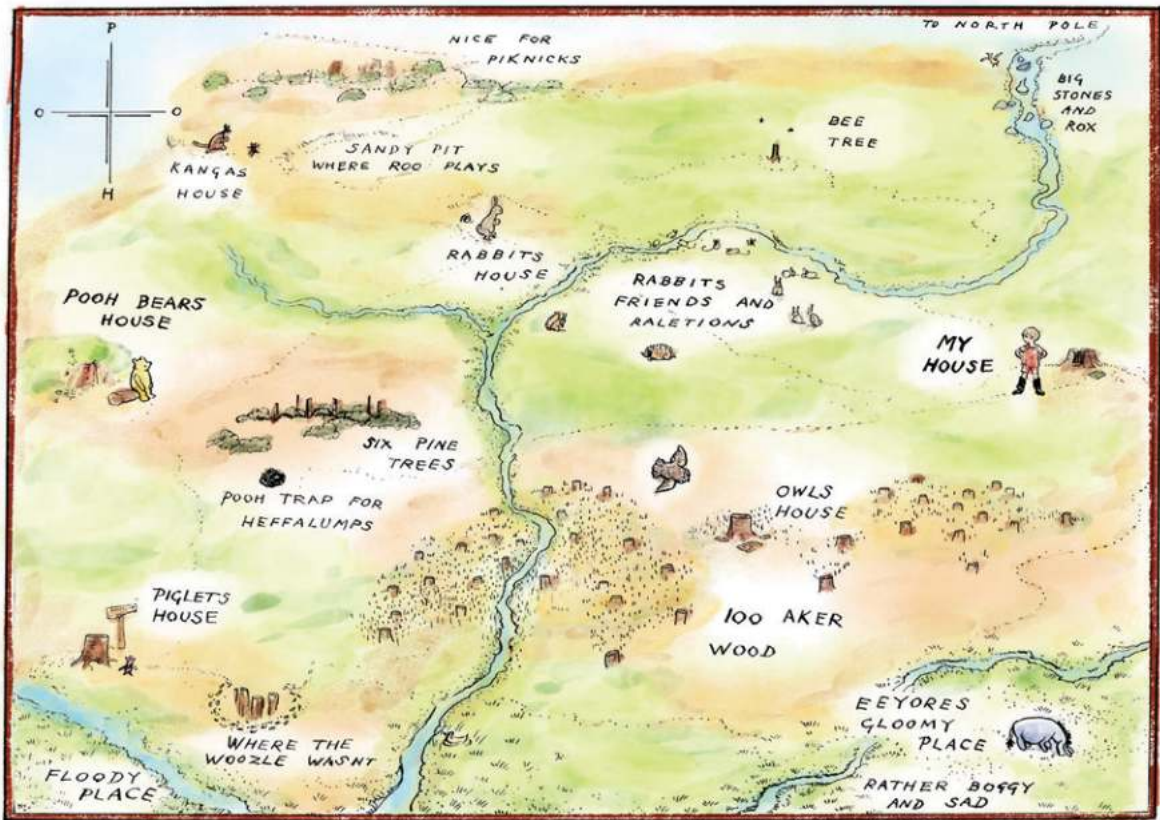 P
O
O
H
NICE FOR
PIKNICKS
TO NORTH POLE
BIG
STONES
AND
ROX
BEE
TREE
SANDY PIT
WHERE ROO PLAYS
KANGAS
HOUSE
RABBITS
HOUSE
RABBITS
FRIENDS AND
RALETIONS
POOH BEARS
HOUSE
MY
HOUSE
SIX PINE
TREES
POOH TRAP FOR
HEFFALUMPS
OWLS
HOUSE
PIGLETS
HOUSE
100 AKER
WOOD
EEYORES
GLOOMY
PLACE
WHERE THE
WOOZLE WASNT
FLOODY
PLACE
RATHER BOGGY
AND SAD